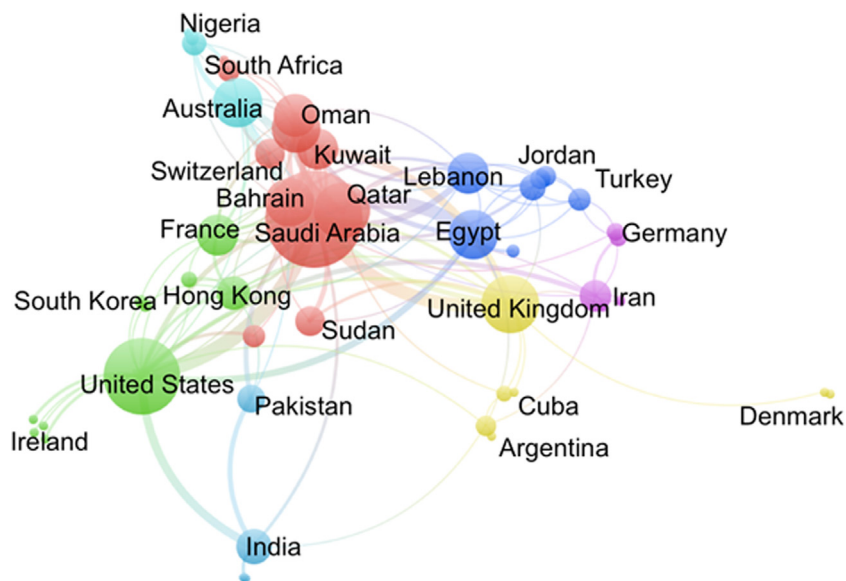 Nigeria
South Africa
Australia
Oman
Kuwait
Switzerland
Bahrain
Qatar
Lebanon
Jordan
Turkey
France
Saudi Arabia
Egypt
Germany
South Korea
Hong Kong
Sudan
United Kingdom
Iran
United States
Pakistan
Cuba
Denmark
Ireland
Argentina
India